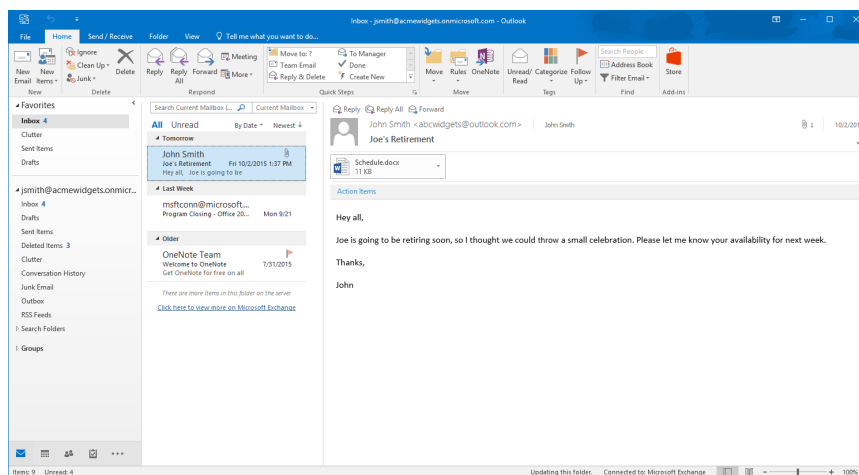 Inbox - jsmith@acmewidgets.onmicrosoft.com - Outlook
File Home Send / Receive Folder View Tell me what you want to do...
New Email
New Items
Ignore
Clean Up
Junk
Delete
Reply
Reply All
Forward
Meeting
More
Move to: ?
Team Email
Reply & Delete
To Manager
Done
Create New
Move
Rules
OneNote
Unread/ Read
Categorize
Follow Up
Search People
Address Book
Filter Email
Store
New Delete Respond Quick Steps Move Tags Find Add-ins
Favorites
Inbox 4
Clutter
Sent Items
Drafts
jsmith@acmewidgets.onmicr...
Inbox 4
Drafts
Sent Items
Deleted Items 3
Clutter
Conversation History
Junk Email
Outbox
RSS Feeds
Search Folders
Groups
Search Current Mailbox (... Current Mailbox
All Unread By Date Newest
Tomorrow
John Smith
Joe's Retirement Fri 10/2/2015 1:37 PM
Hey all, Joe is going to be
Last Week
msftconn@microsoft....
Program Closing - Office 20... Mon 9/21
Older
OneNote Team
Welcome to OneNote 7/31/2015
Get OneNote for free on all
There are more items in this folder on the server
Click here to view more on Microsoft Exchange
Reply Reply All Forward
John Smith <abcwidgets@outlook.com> John Smith 1 10/2/201
Joe's Retirement
Schedule.docx
11 KB
Action Items
Hey all,
Joe is going to be retiring soon, so I thought we could throw a small celebration. Please let me know your availability for next week.
Thanks,
John
Items: 9 Unread: 4 Updating this folder. Connected to: Microsoft Exchange 100%